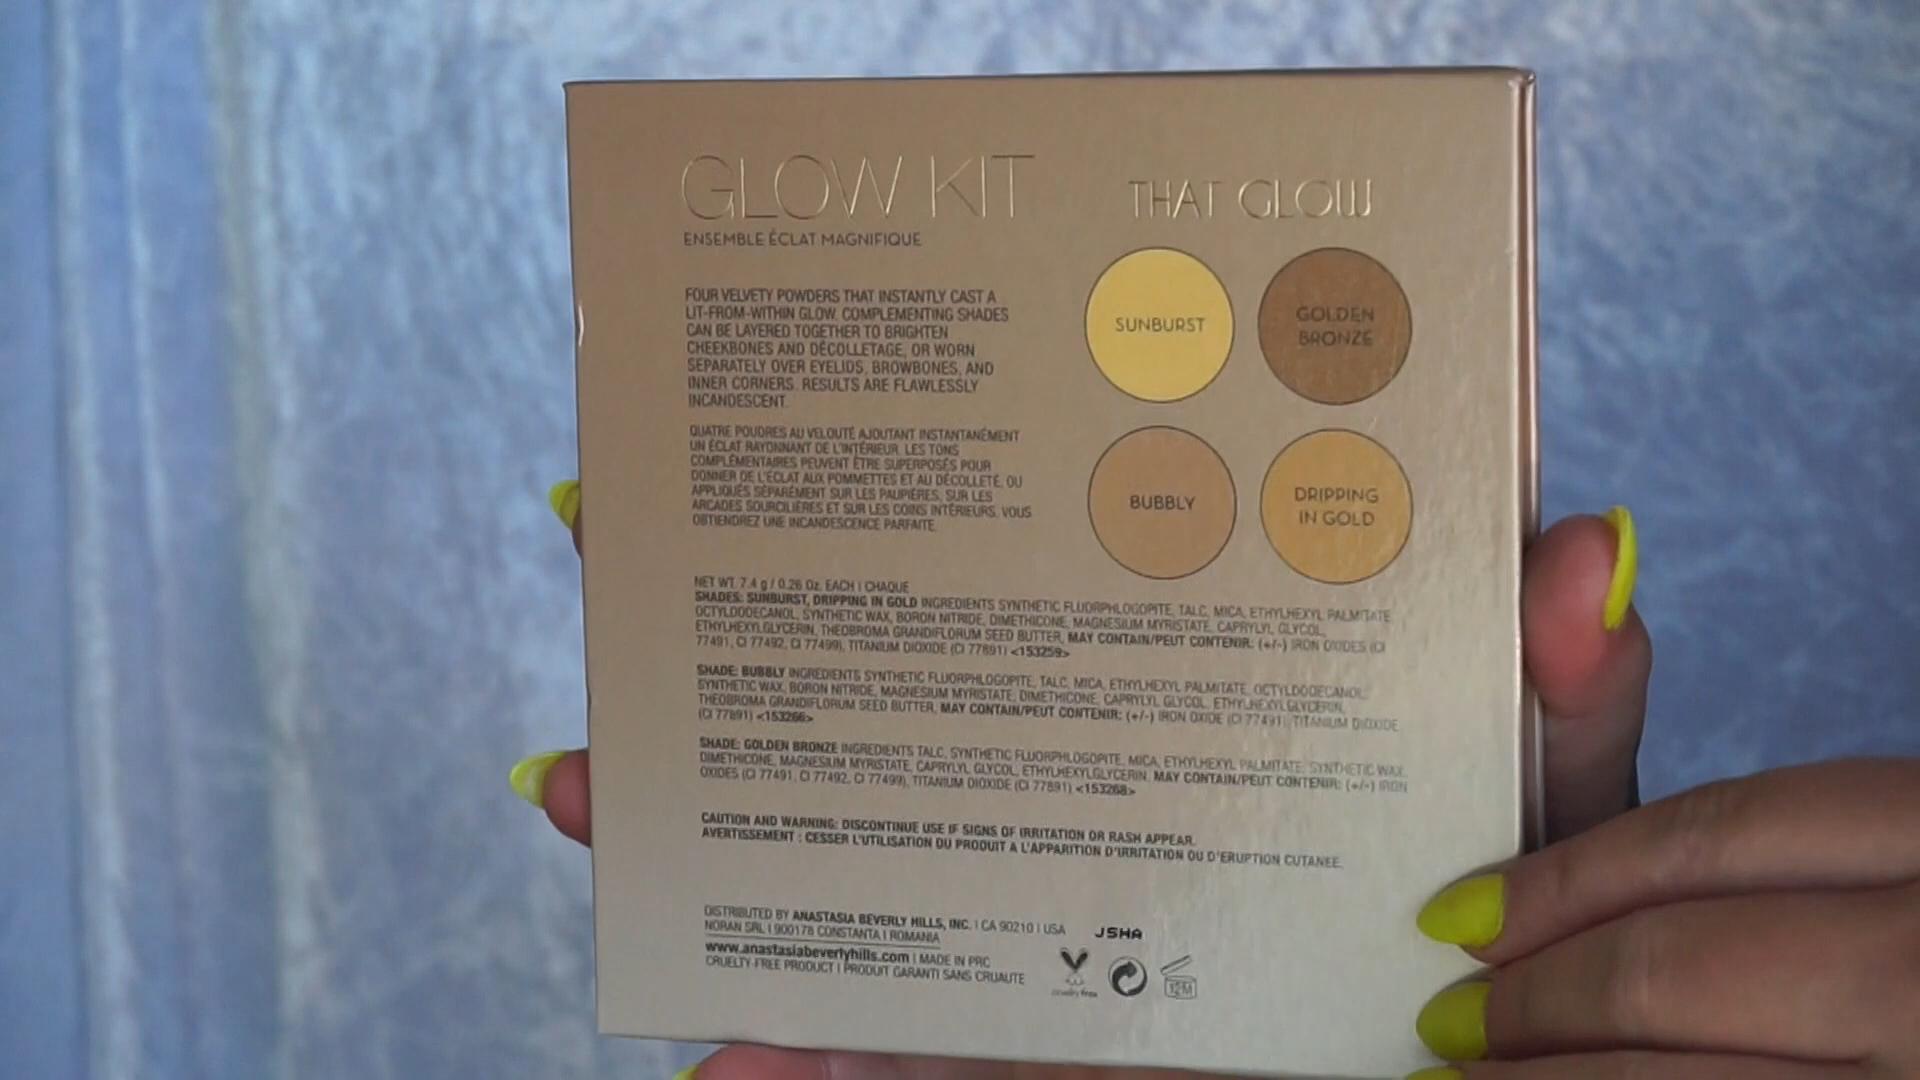 GLOW KIT
ENSEMBLE ÉCLAT MAGNIFIQUE
FOUR VELVETY POWDERS THAT INSTANTLY CAST A
LIT-FROM-WITHIN GLOW. COMPLEMENTING SHADES
CAN BE LAYERED TOGETHER TO BRIGHTEN
CHEEKBONES AND DÉCOLLETAGE, OR WORN
SEPARATELY OVER EYELIDS, BROWBONES, AND
INNER CORNERS. RESULTS ARE FLAWLESSLY
INCANDESCENT.
QUATRE POUDRES AU VELOUTÉ AJOUTANT INSTANTANÉMENT
UN ÉCLAT RAYONNANT DE L'INTÉRIEUR. LES TONS
COMPLÉMENTAIRES PEUVENT ÊTRE SUPERPOSÉS POUR
DONNER DE L'ÉCLAT AUX POMMETTES ET AU DÉCOLLETÉ, OU
APPLIQUÉS SÉPARÉMENT SUR LES PAUPIÈRES, SUR LES
ARCADES SOURCILIÈRES ET SUR LES COINS INTÉRIEURS. VOUS
OBTIENDREZ UNE INCANDESCENCE PARFAITE.
THAT GLOW
SUNBURST
GOLDEN
BRONZE
BUBBLY
DRIPPING
IN GOLD
NET WT. 7.4 g / 0.26 Oz. EACH | CHAQUE
SHADES: SUNBURST, DRIPPING IN GOLD INGREDIENTS SYNTHETIC FLUORPHLOGOPITE, TALC, MICA, ETHYLHEXYL PALMITATE,
OCTYLDODECANOL, SYNTHETIC WAX, BORON NITRIDE, DIMETHICONE, MAGNESIUM MYRISTATE, CAPRYLYL GLYCOL,
ETHYLHEXYLGLYCERIN, THEOBROMA GRANDIFLORUM SEED BUTTER, MAY CONTAIN/PEUT CONTENIR: (+/-) IRON OXIDES (CI
77491, CI 77492, CI 77499), TITANIUM DIOXIDE (CI 77891) <153259>
SHADE: BUBBLY INGREDIENTS SYNTHETIC FLUORPHLOGOPITE, TALC, MICA, ETHYLHEXYL PALMITATE, OCTYLDODECANOL,
SYNTHETIC WAX, BORON NITRIDE, MAGNESIUM MYRISTATE, DIMETHICONE, CAPRYLYL GLYCOL, ETHYLHEXYLGLYCERIN,
THEOBROMA GRANDIFLORUM SEED BUTTER, MAY CONTAIN/PEUT CONTENIR: (+/-) IRON OXIDE (CI 77491), TITANIUM DIOXIDE
(CI 77891) <153266>
SHADE: GOLDEN BRONZE INGREDIENTS TALC, SYNTHETIC FLUORPHLOGOPITE, MICA, ETHYLHEXYL PALMITATE, SYNTHETIC WAX,
DIMETHICONE, MAGNESIUM MYRISTATE, CAPRYLYL GLYCOL, ETHYLHEXYLGLYCERIN, MAY CONTAIN/PEUT CONTENIR: (+/-) IRON
OXIDES (CI 77491, CI 77492, CI 77499), TITANIUM DIOXIDE (CI 77891) <153268>
CAUTION AND WARNING: DISCONTINUE USE IF SIGNS OF IRRITATION OR RASH APPEAR.
AVERTISSEMENT : CESSER L'UTILISATION DU PRODUIT A L'APPARITION D'IRRITATION OU D'ERUPTION CUTANEE.
DISTRIBUTED BY ANASTASIA BEVERLY HILLS, INC. | CA 90210 | USA
NORAN SRL | 900178 CONSTANTA | ROMANIA
www.anastasiabeverlyhills.com | MADE IN PRC
CRUELTY-FREE PRODUCT | PRODUIT GARANTI SANS CRUAUTE
JSHA
cruelty free
12M